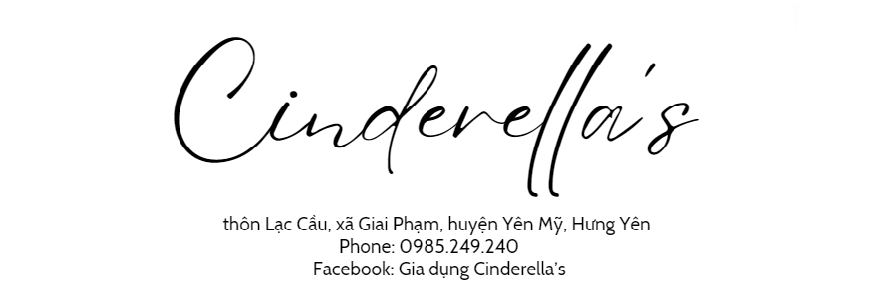 Cinderella's
thôn Lạc Cầu, xã Giai Phạm, huyện Yên Mỹ, Hưng Yên
Phone: 0985.249.240
Facebook: Gia dụng Cinderella's